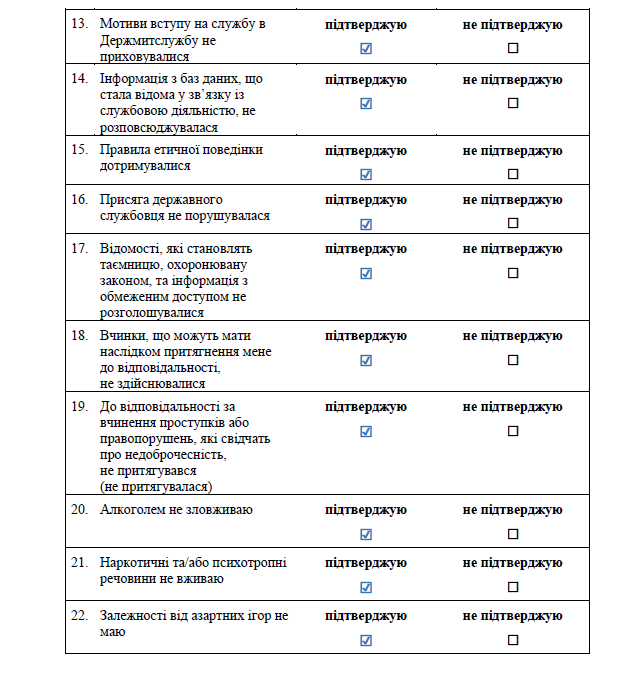 13. Мотиви вступу на службу в підтверджую не підтверджую
Держмитслужбу не
приховувалися
14. Інформація з баз даних, що підтверджую не підтверджую
стала відома у зв’язку із
службовою діяльністю, не
розповсюджувалася
15. Правила етичної поведінки підтверджую не підтверджую
дотримувалися
16. Присяга державного підтверджую не підтверджую
службовця не порушувалася
17. Відомості, які становлять підтверджую не підтверджую
таємницю, охоронювану
законом, та інформація з
обмеженим доступом не
розголошувалися
18. Вчинки, що можуть мати підтверджую не підтверджую
наслідком притягнення мене
до відповідальності,
не здійснювалися
19. До відповідальності за підтверджую не підтверджую
вчинення проступків або
правопорушень, які свідчать
про недоброчесність,
не притягувався
(не притягувалася)
20. Алкоголем не зловживаю підтверджую не підтверджую
21. Наркотичні та/або психотропні підтверджую не підтверджую
речовини не вживаю
22. Залежності від азартних ігор не підтверджую не підтверджую
маю